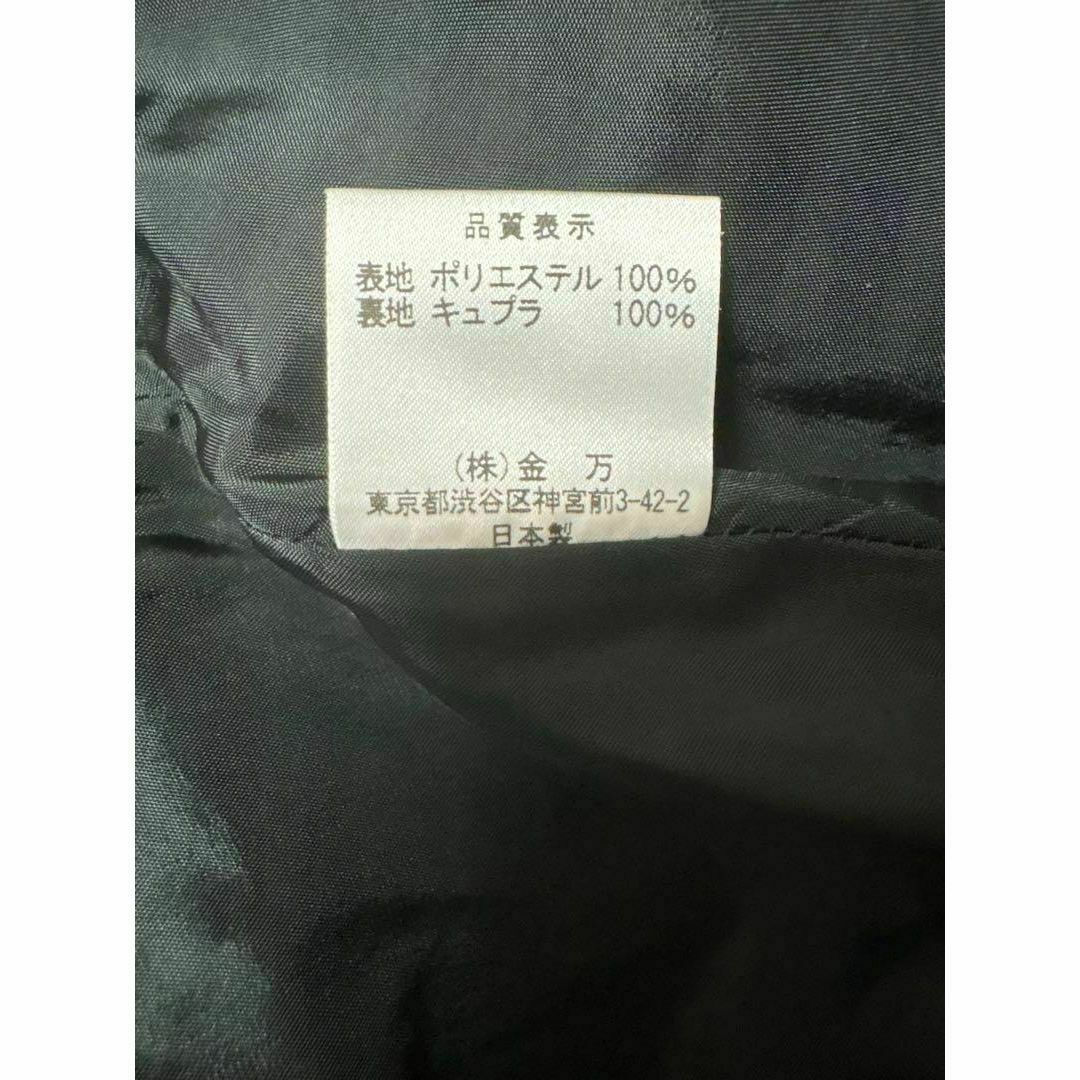 品質表示
表地 ポリエステル 100%
裏地 キュプラ 100%
(株)金 万
東京都渋谷区神宮前3-42-2
日本製